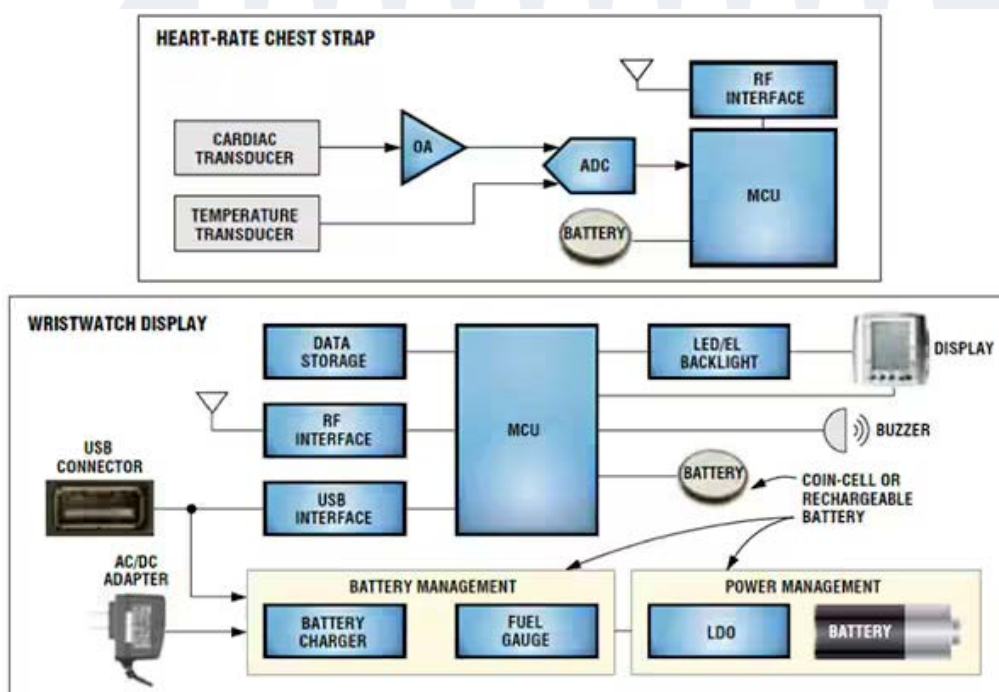 HEART-RATE CHEST STRAP
RF
INTERFACE
CARDIAC
TRANSDUCER
OA
ADC
MCU
TEMPERATURE
TRANSDUCER
BATTERY
WRISTWATCH DISPLAY
DATA
STORAGE
LED/EL
BACKLIGHT
DISPLAY
RF
INTERFACE
MCU
BUZZER
USB
CONNECTOR
USB
INTERFACE
BATTERY
COIN-CELL OR
RECHARGEABLE
BATTERY
AC/DC
ADAPTER
BATTERY MANAGEMENT
BATTERY
CHARGER
FUEL
GAUGE
POWER MANAGEMENT
LDO
BATTERY